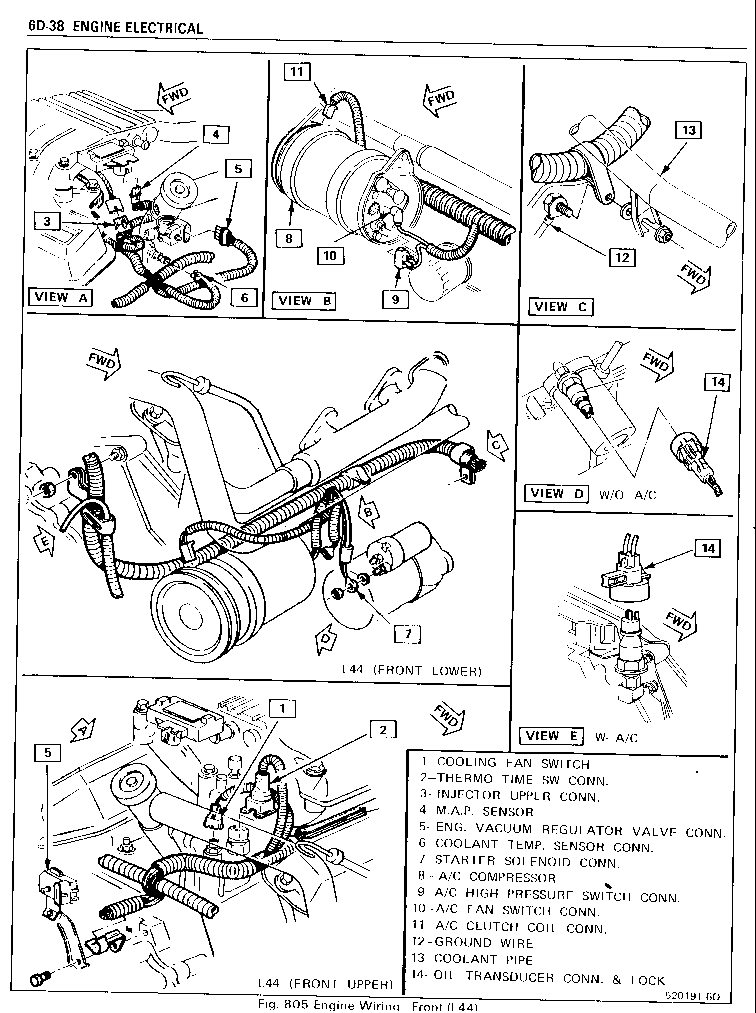 6D-38 ENGINE ELECTRICAL
11
FWD
FWD
4
13
5
3
8
10
12
FWD
6
9
VIEW A
VIEW B
VIEW C
FWD
FWD
14
C
B
E
VIEW D W/O A/C
14
D
7
FWD
L44 (FRONT LOWER)
VIEW E W- A/C
A
1
FWD
2
5
1 COOLING FAN SWITCH
2-THERMO TIME SW CONN.
3- INJECTOR UPPER CONN.
4 M.A.P. SENSOR
5- ENG. VACUUM REGULATOR VALVE CONN.
6 COOLANT TEMP. SENSOR CONN.
7 STARTER SOLENOID CONN.
8 - A/C COMPRESSOR
9 A/C HIGH PRESSURE SWITCH CONN.
10 -A/C FAN SWITCH CONN.
11 A/C CLUTCH COIL CONN.
12-GROUND WIRE
13 COOLANT PIPE
14- OIL TRANSDUCER CONN. & LOCK
L44 (FRONT UPPER)
520191-6D
Fig. 805 Engine Wiring Front (L44)